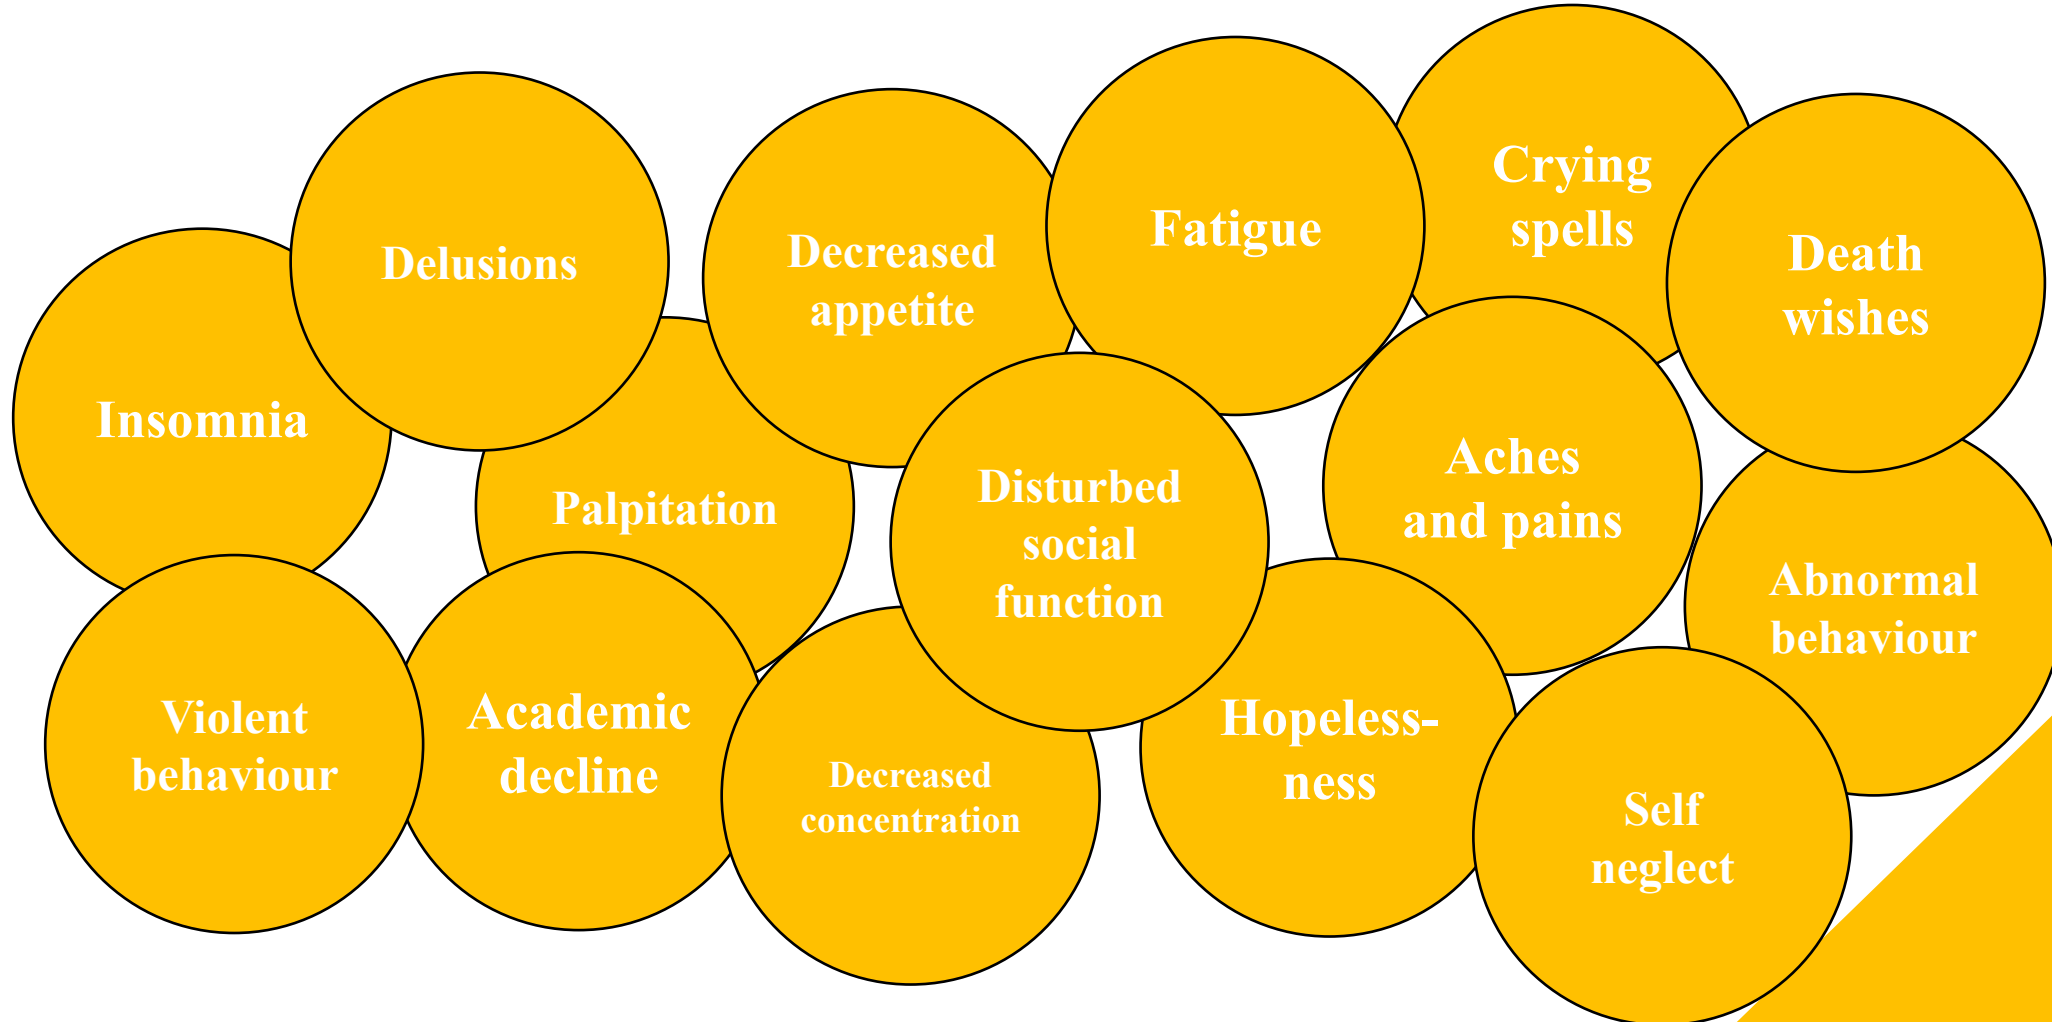 Crying
spells
Fatigue
Death
wishes
Decreased
appetite
Delusions
Insomnia
Palpitation
Disturbed
social
function
Aches
and pains
Abnormal
behaviour
Violent
behaviour
Academic
decline
Decreased
concentration
Hopeless-
ness
Self
neglect